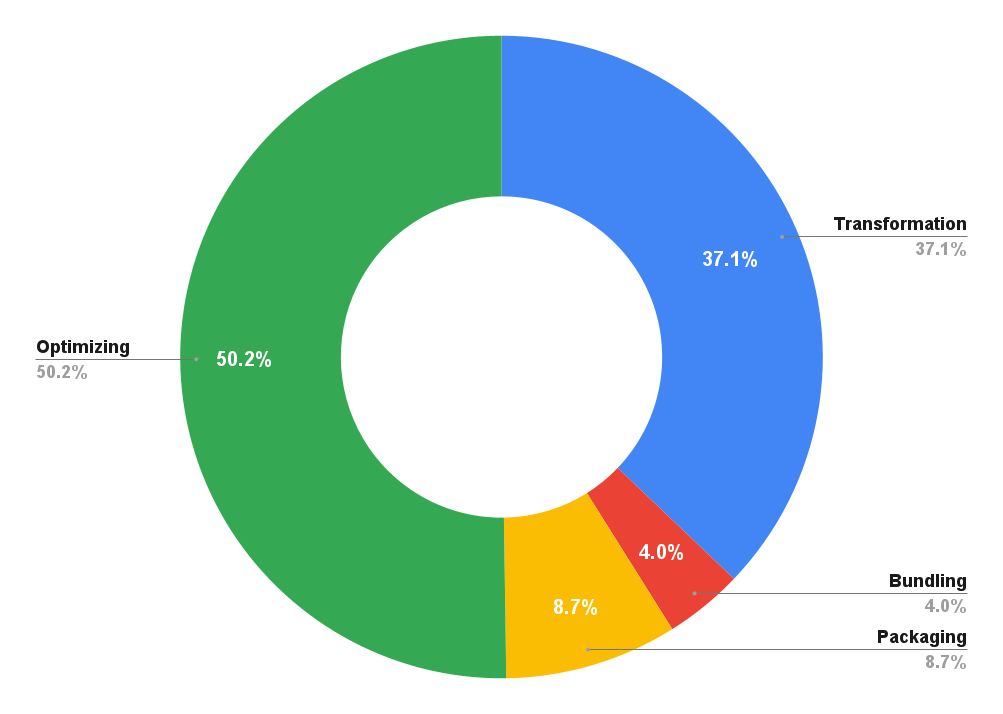 Transformation
37.1%
37.1%
Optimizing
50.2%
50.2%
4.0%
Bundling
4.0%
8.7%
Packaging
8.7%